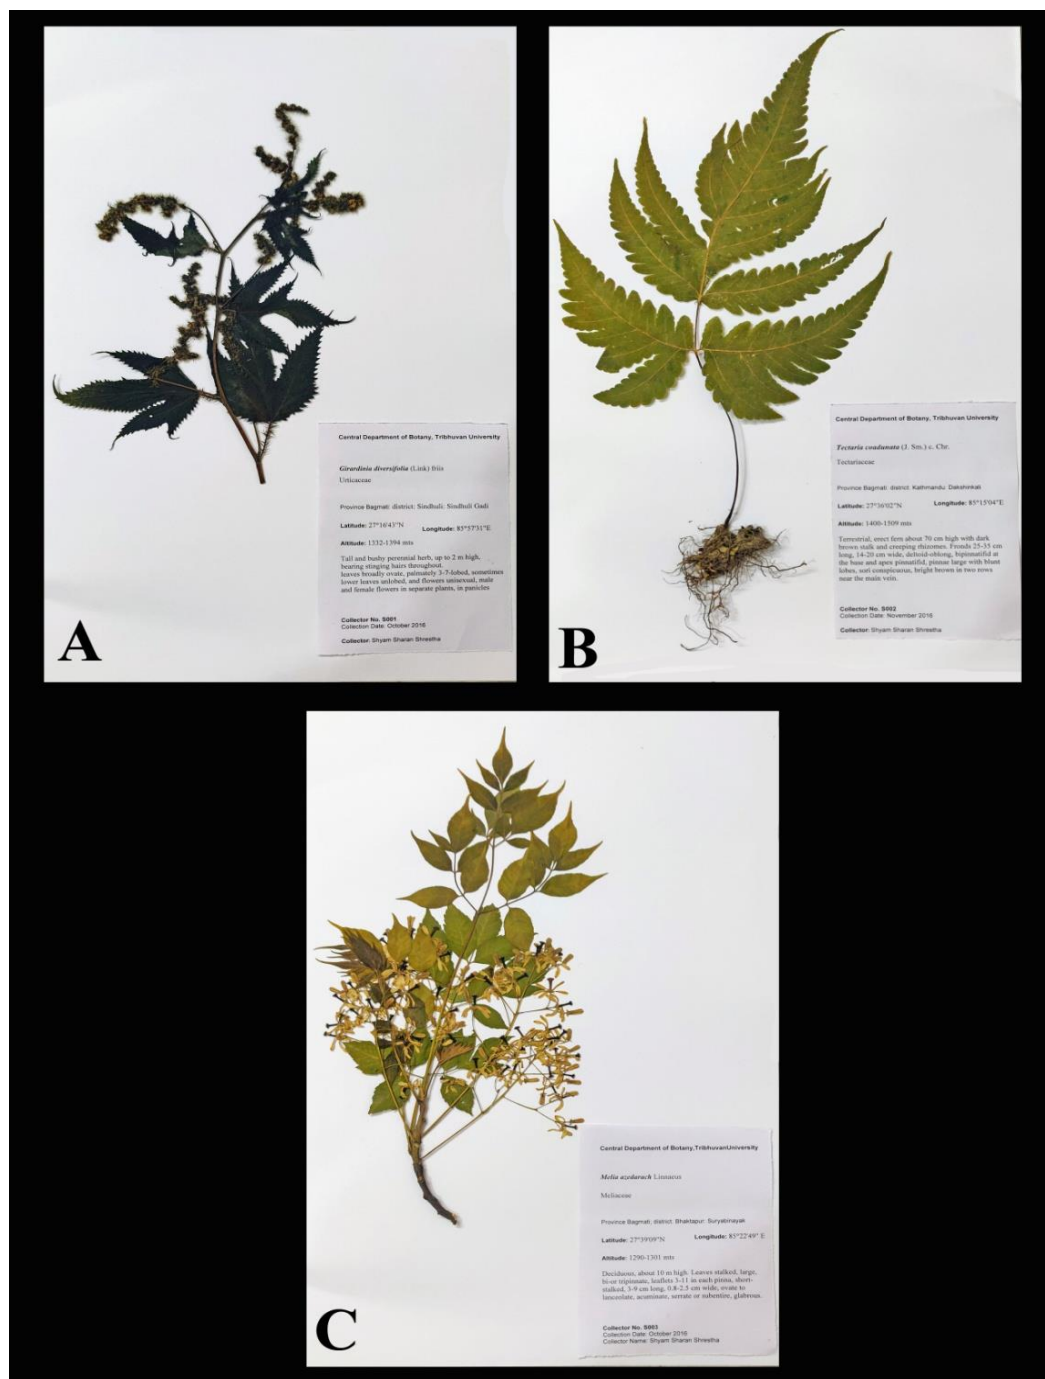 Central Department of Botany, Tribhuvan University
Girardinia diversifolia (Link) Friis
Urticaceae
Province Bagmati: district: Sindhuli: Sindhuli Gadi
Latitude: 27°16'43"N Longitude: 85°57'31"E
Altitude: 1332-1394 mts
Tall and bushy perennial herb, up to 2 m high,
bearing stinging hairs throughout.
leaves broadly ovate, palmately 3-7-lobed, sometimes
lower leaves unlobed, and flowers unisexual, male
and female flowers in separate plants, in panicles
Collector No. S001
Collection Date: October 2016
Collector: Shyam Sharan Shrestha
A
Central Department of Botany, Tribhuvan University
Tectaria coadunata (J. Sm.) c. Chr.
Tectariaceae
Province Bagmati: district: Kathmandu Dakshinkali
Latitude: 27°36'02"N Longitude: 85°15'04"E
Altitude: 1400-1509 mts
Terrestrial, erect fern about 70 cm high with dark
brown stalk and creeping rhizomes. Fronds 25-35 cm
long, 14-20 cm wide, deltoid-oblong, bipinnatifid at
the base and apex pinnatifid, pinnae large with blunt
lobes, sori conspicuous, bright brown in two rows
near the main vein.
Collector No. S002
Collection Date: November 2016
Collector: Shyam Sharan Shrestha
B
Central Department of Botany,TribhuvanUniversity
Melia azedarach Linnaeus
Meliaceae
Province Bagmati, district: Bhaktapur: Suryabinayak
Latitude: 27°39'09"N Longitude: 85°22'49" E
Altitude: 1290-1301 mts
Deciduous, about 10 m high. Leaves stalked, large,
bi-or tripinnate, leaflets 3-11 in each pinna, short-
stalked, 3-9 cm long, 0.8-2.5 cm wide, ovate to
lanceolate, acuminate, serrate or subentire, glabrous.
Collector No. S003
Collection Date: October 2016
Collector Name: Shyam Sharan Shrestha
C